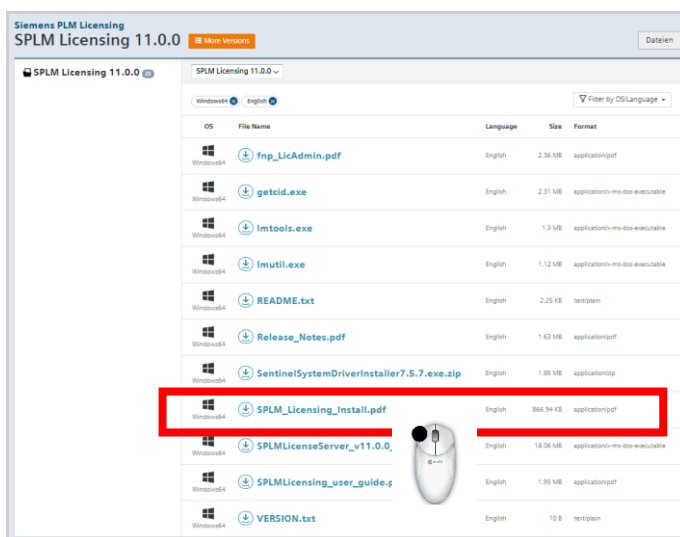 Siemens PLM Licensing
SPLM Licensing 11.0.0 More Versions
Dateien
SPLM Licensing 11.0.0
SPLM Licensing 11.0.0
Windows64 English
Filter by OS/Language
OS File Name Language Size Format
Windows64 fnp_LicAdmin.pdf English 2.36 MB application/pdf
Windows64 getcid.exe English 2.31 MB application/x-ms-dos-executable
Windows64 lmtools.exe English 1.3 MB application/x-ms-dos-executable
Windows64 lmutil.exe English 1.12 MB application/x-ms-dos-executable
Windows64 README.txt English 2.25 KB text/plain
Windows64 Release_Notes.pdf English 1.63 MB application/pdf
Windows64 SentinelSystemDriverInstaller7.5.7.exe.zip English 1.85 MB application/zip
Windows64 SPLM_Licensing_Install.pdf English 866.94 KB application/pdf
Windows64 SPLMLicenseServer_v11.0.0_ English 18.06 MB application/x-ms-dos-executable
Windows64 SPLMLicensing_user_guide.p English 1.95 MB application/pdf
Windows64 VERSION.txt English 10 B text/plain